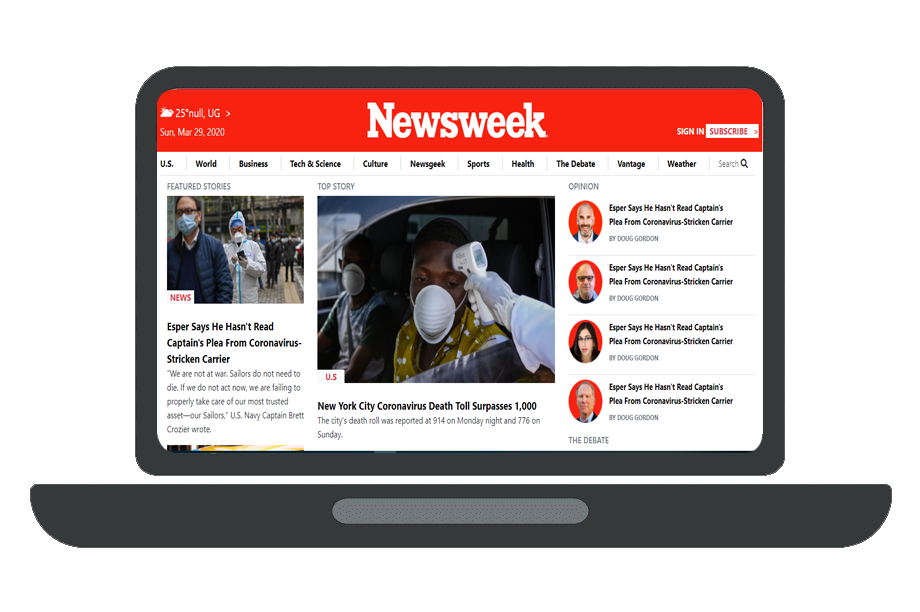 25°null, UG >
Sun, Mar 29, 2020
Newsweek
SIGN IN SUBSCRIBE >
U.S. World Business Tech & Science Culture Newsgeek Sports Health The Debate Vantage Weather Search
FEATURED STORIES
NEWS
Esper Says He Hasn't Read
Captain's Plea From Coronavirus-
Stricken Carrier
"We are not at war. Sailors do not need to
die. If we do not act now, we are failing to
properly take care of our most trusted
asset—our Sailors," U.S. Navy Captain Brett
Crozier wrote.
TOP STORY
U.S
New York City Coronavirus Death Toll Surpasses 1,000
The city's death roll was reported at 914 on Monday night and 776 on
Sunday.
OPINION
Esper Says He Hasn't Read Captain's
Plea From Coronavirus-Stricken Carrier
BY DOUG GORDON
Esper Says He Hasn't Read Captain's
Plea From Coronavirus-Stricken Carrier
BY DOUG GORDON
Esper Says He Hasn't Read Captain's
Plea From Coronavirus-Stricken Carrier
BY DOUG GORDON
Esper Says He Hasn't Read Captain's
Plea From Coronavirus-Stricken Carrier
BY DOUG GORDON
THE DEBATE